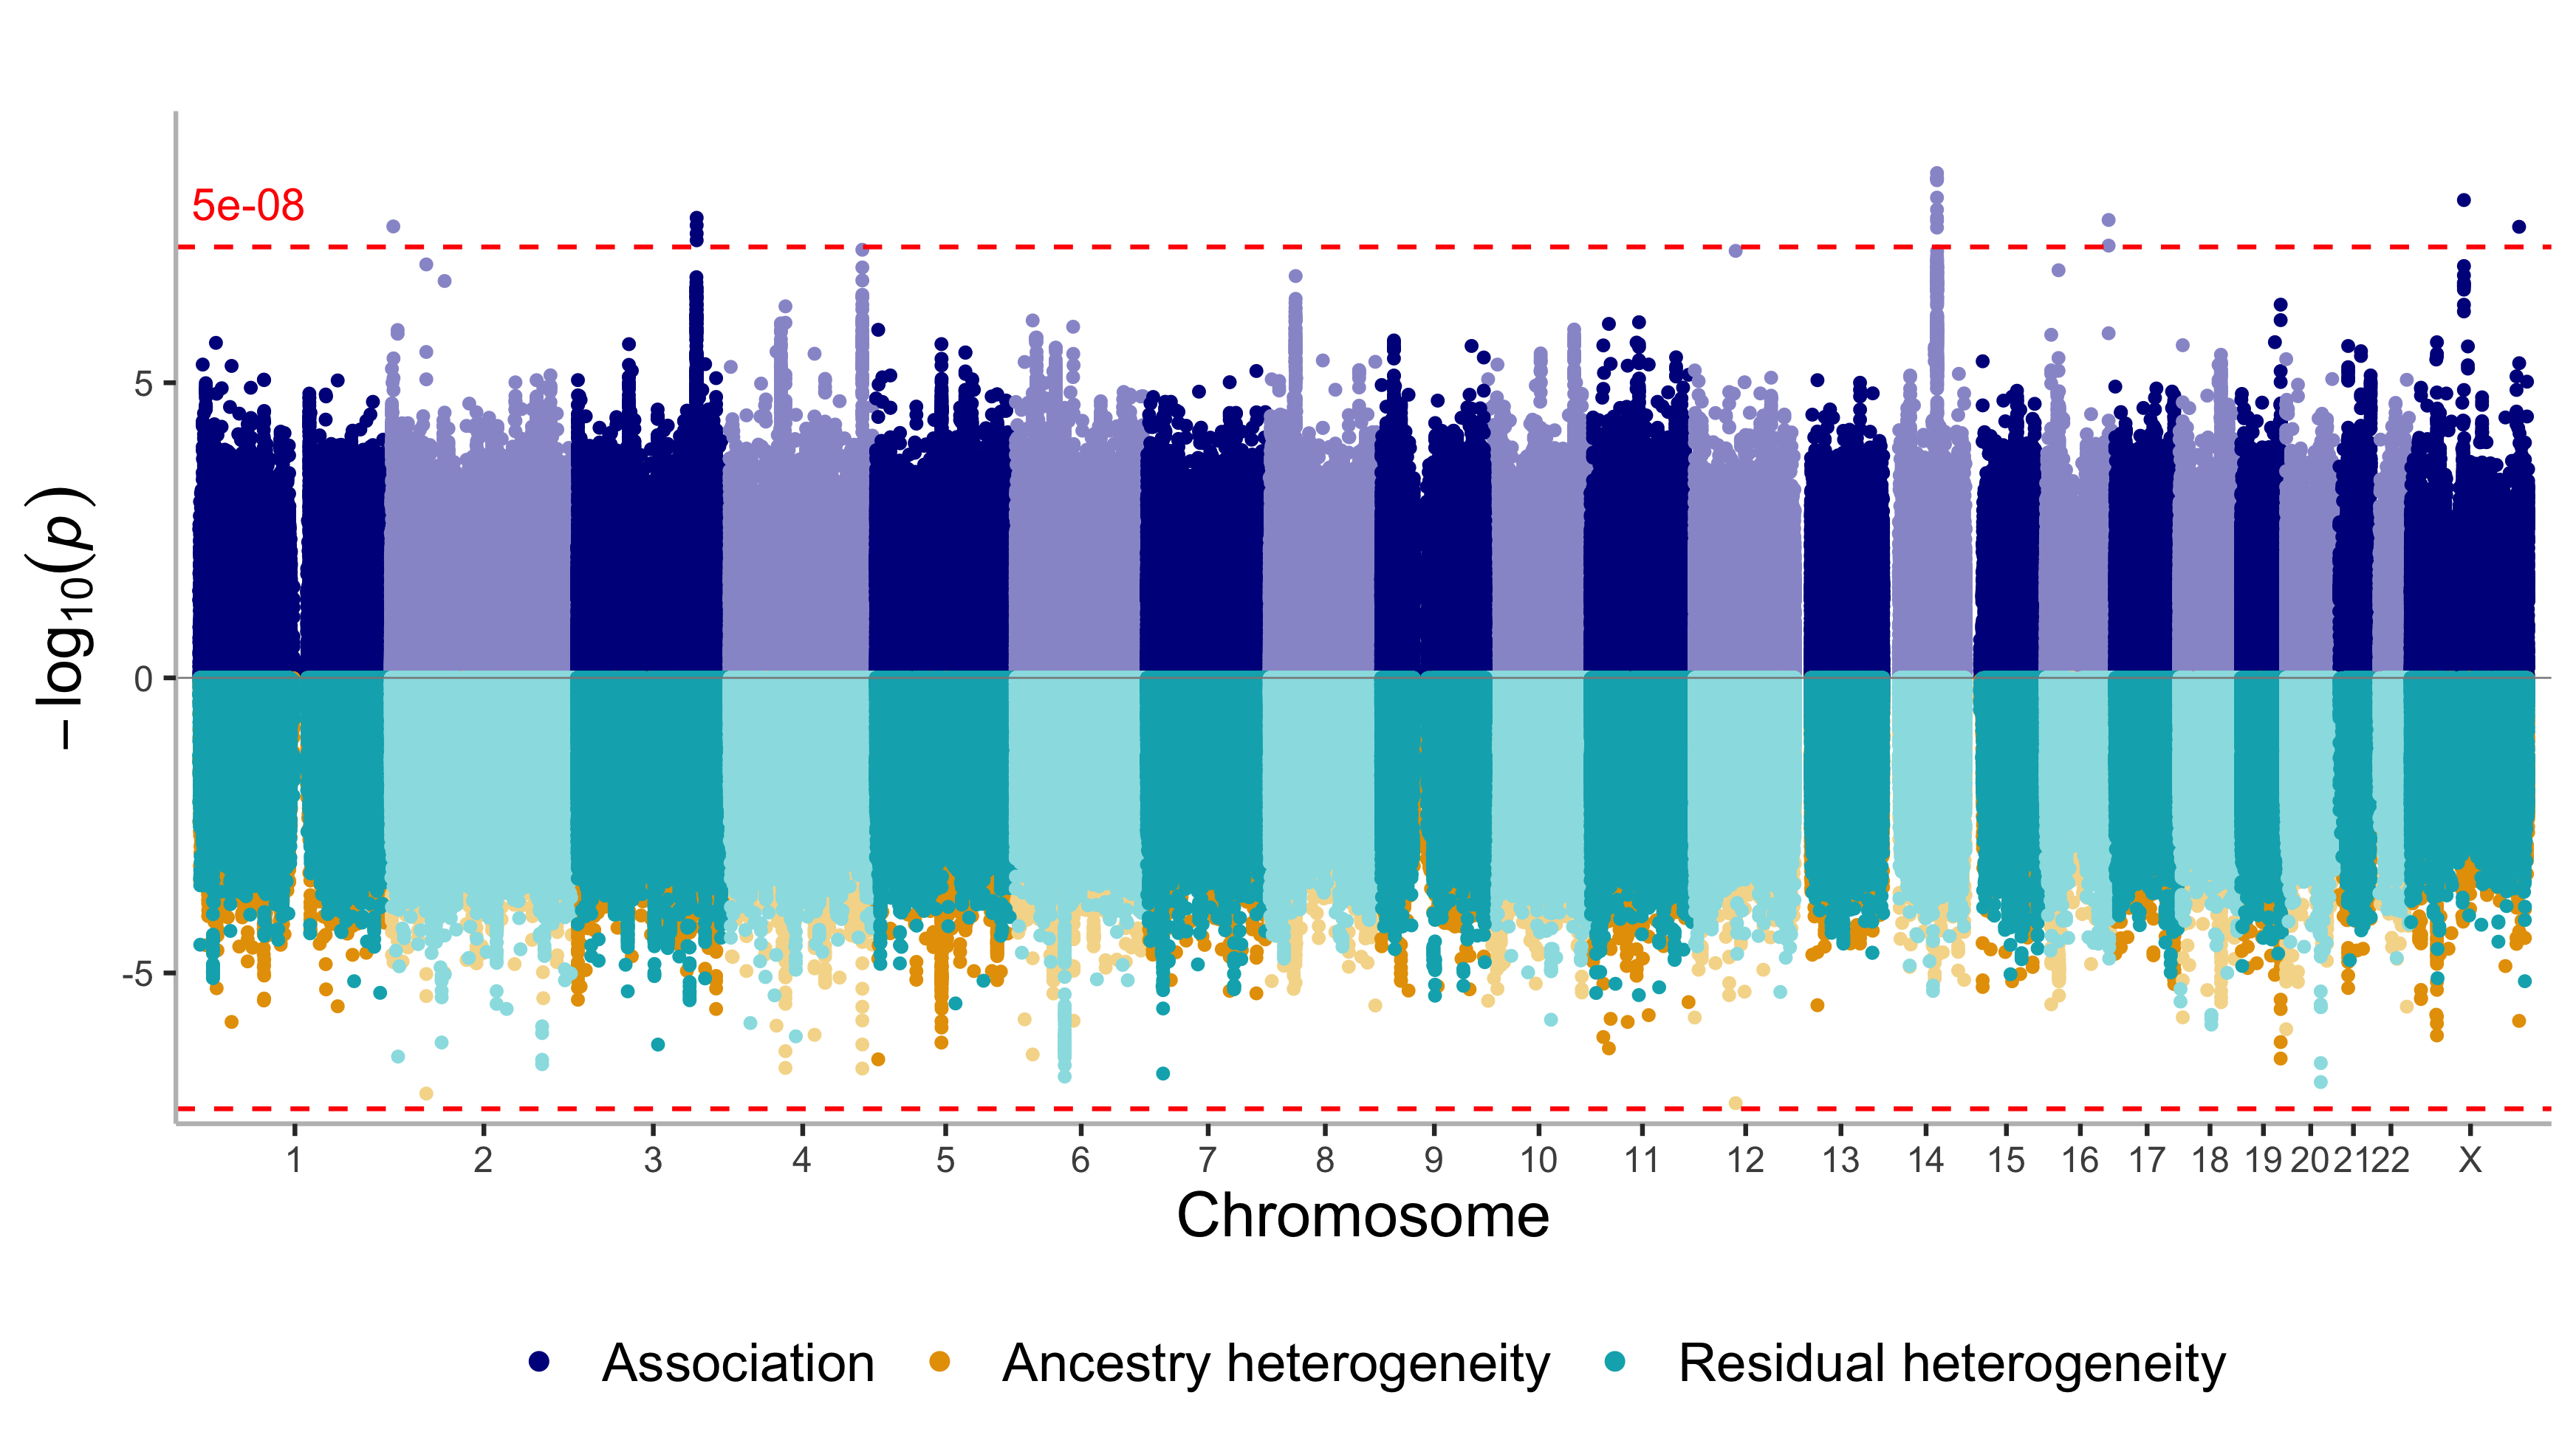 5e-08
5
0
-5
−log10(p)
1 2 3 4 5 6 7 8 9 10 11 12 13 14 15 16 17 18 19 20 21 22 X
Chromosome
Association Ancestry heterogeneity Residual heterogeneity